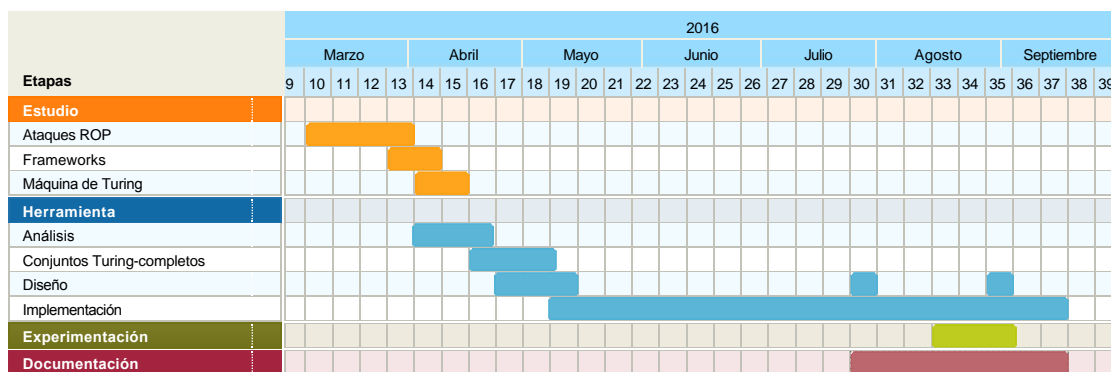 2016
Marzo Abril Mayo Junio Julio Agosto Septiembre
Etapas 9 10 11 12 13 14 15 16 17 18 19 20 21 22 23 24 25 26 27 28 29 30 31 32 33 34 35 36 37 38 39
Estudio
Ataques ROP
Frameworks
Máquina de Turing
Herramienta
Análisis
Conjuntos Turing-completos
Diseño
Implementación
Experimentación
Documentación